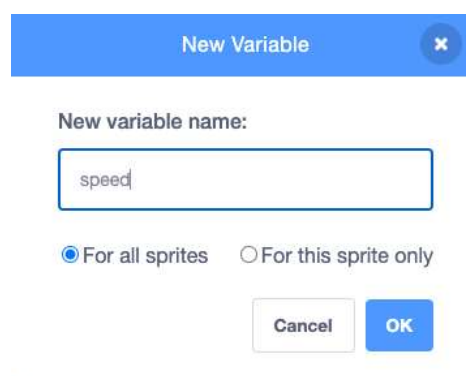 New Variable
New variable name:
speed
For all sprites For this sprite only
Cancel OK